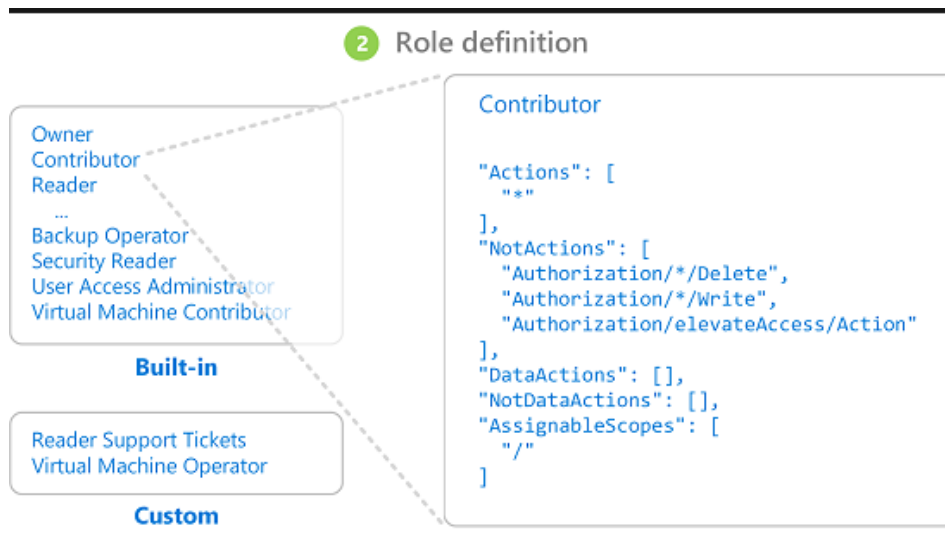 2 Role definition
Owner
Contributor
Reader
...
Backup Operator
Security Reader
User Access Administrator
Virtual Machine Contributor
Built-in
Reader Support Tickets
Virtual Machine Operator
Custom
Contributor
"Actions": [
"*"
],
"NotActions": [
"Authorization/*/Delete",
"Authorization/*/Write",
"Authorization/elevateAccess/Action"
],
"DataActions": [],
"NotDataActions": [],
"AssignableScopes": [
"/"
]